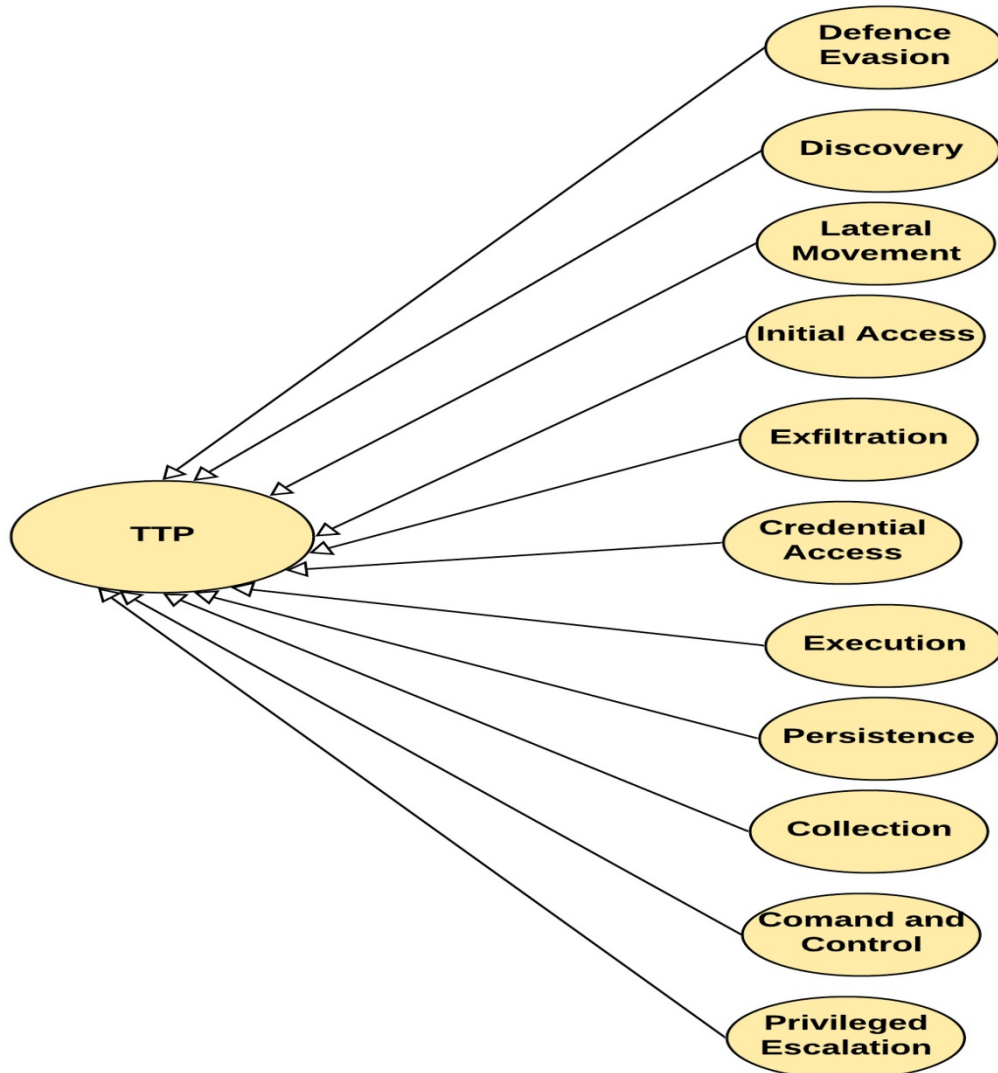 Defence
Evasion
Discovery
Lateral
Movement
Initial Access
Exfiltration
TTP
Credential
Access
Execution
Persistence
Collection
Comand and
Control
Privileged
Escalation